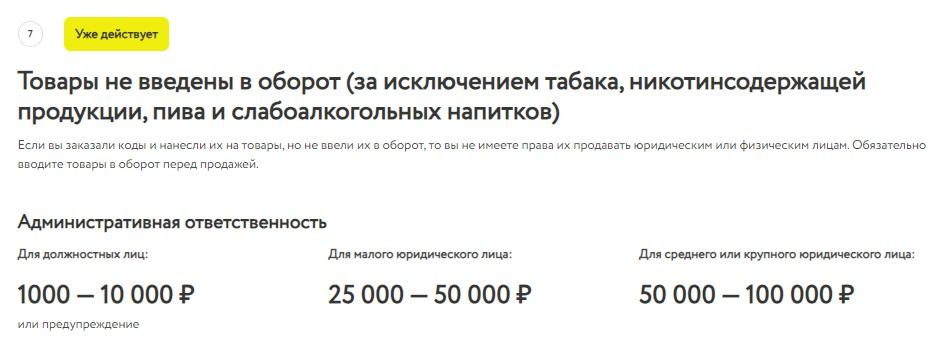 7
Уже действует
Товары не введены в оборот (за исключением табака, никотинсодержащей
продукции, пива и слабоалкогольных напитков)
Если вы заказали коды и нанесли их на товары, но не ввели их в оборот, то вы не имеете права их продавать юридическим или физическим лицам. Обязательно
вводите товары в оборот перед продажей.
Административная ответственность
Для должностных лиц:
1000 — 10 000 ₽
или предупреждение
Для малого юридического лица:
25 000 — 50 000 ₽
Для среднего или крупного юридического лица:
50 000 — 100 000 ₽